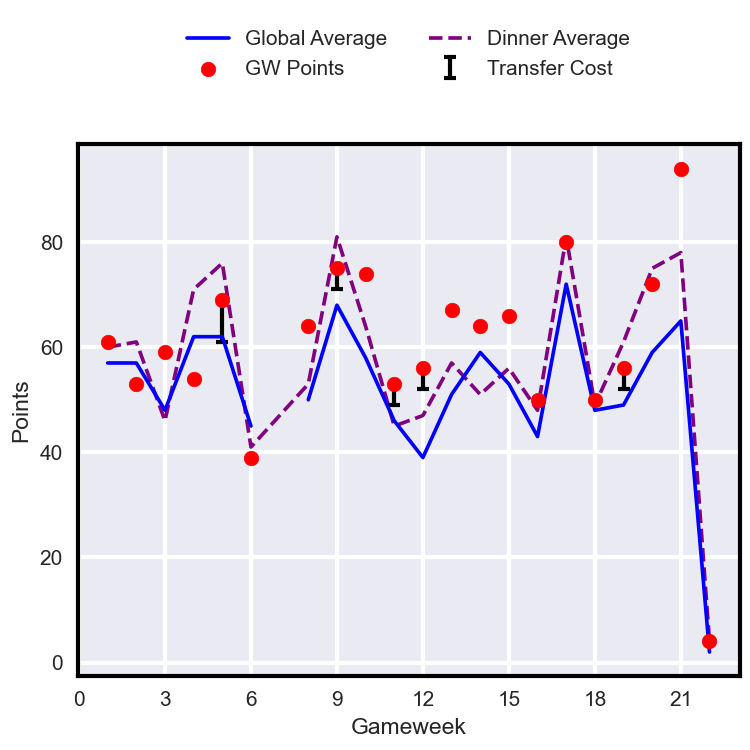 Global Average
Dinner Average
GW Points
Transfer Cost
Points
80
60
40
20
0
0 3 6 9 12 15 18 21
Gameweek